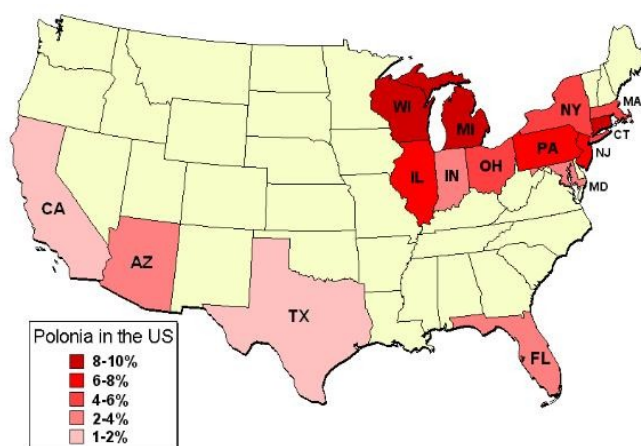 MA
NY
WI
MI
CT
PA
NJ
IL
IN
OH
MD
CA
AZ
TX
FL
Polonia in the US
8-10%
6-8%
4-6%
2-4%
1-2%